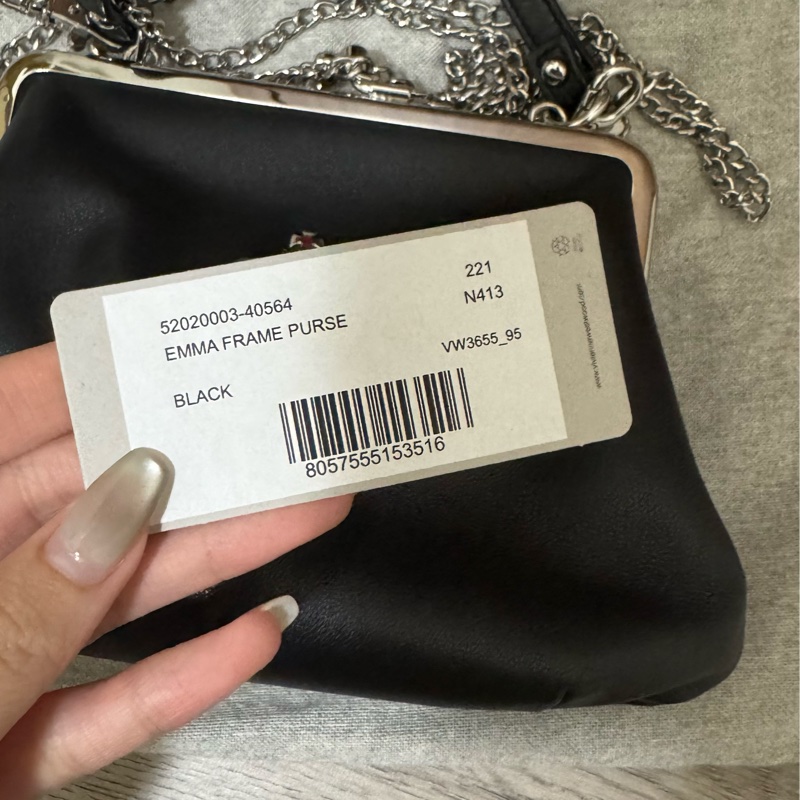 52020003-40564
EMMA FRAME PURSE
BLACK
221
N413
VW3655_95
8057555153516